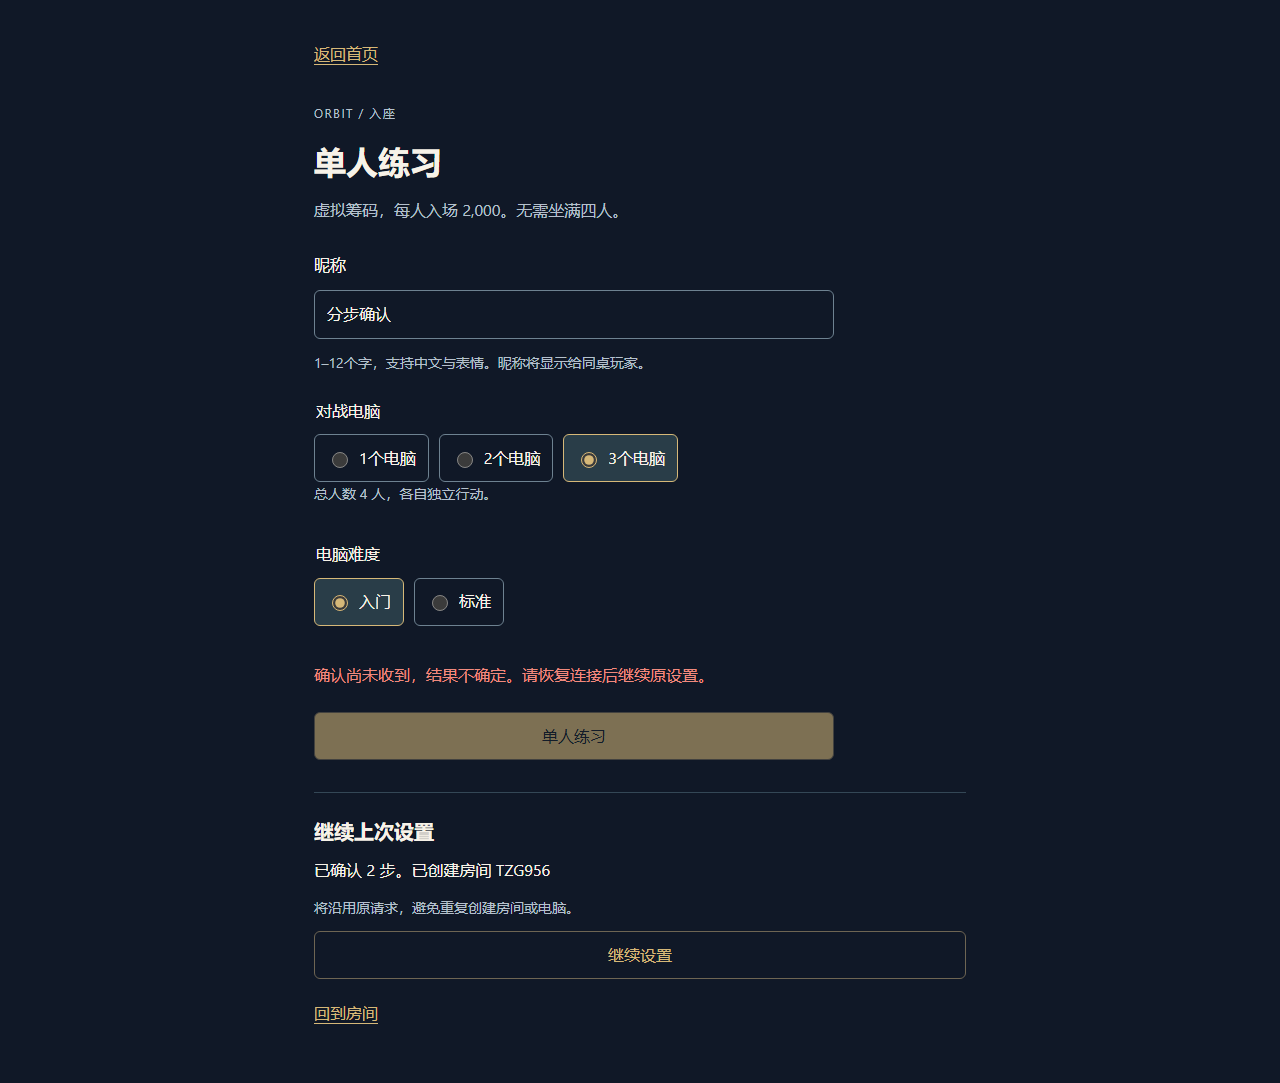 返回首页
ORBIT / 入座
单人练习
虚拟筹码，每人入场 2,000。无需坐满四人。
昵称
分步确认
1–12个字，支持中文与表情。昵称将显示给同桌玩家。
对战电脑
1个电脑 2个电脑 3个电脑
总人数 4 人，各自独立行动。
电脑难度
入门 标准
确认尚未收到，结果不确定。请恢复连接后继续原设置。
单人练习
继续上次设置
已确认 2 步。已创建房间 TZG956
将沿用原请求，避免重复创建房间或电脑。
继续设置
回到房间